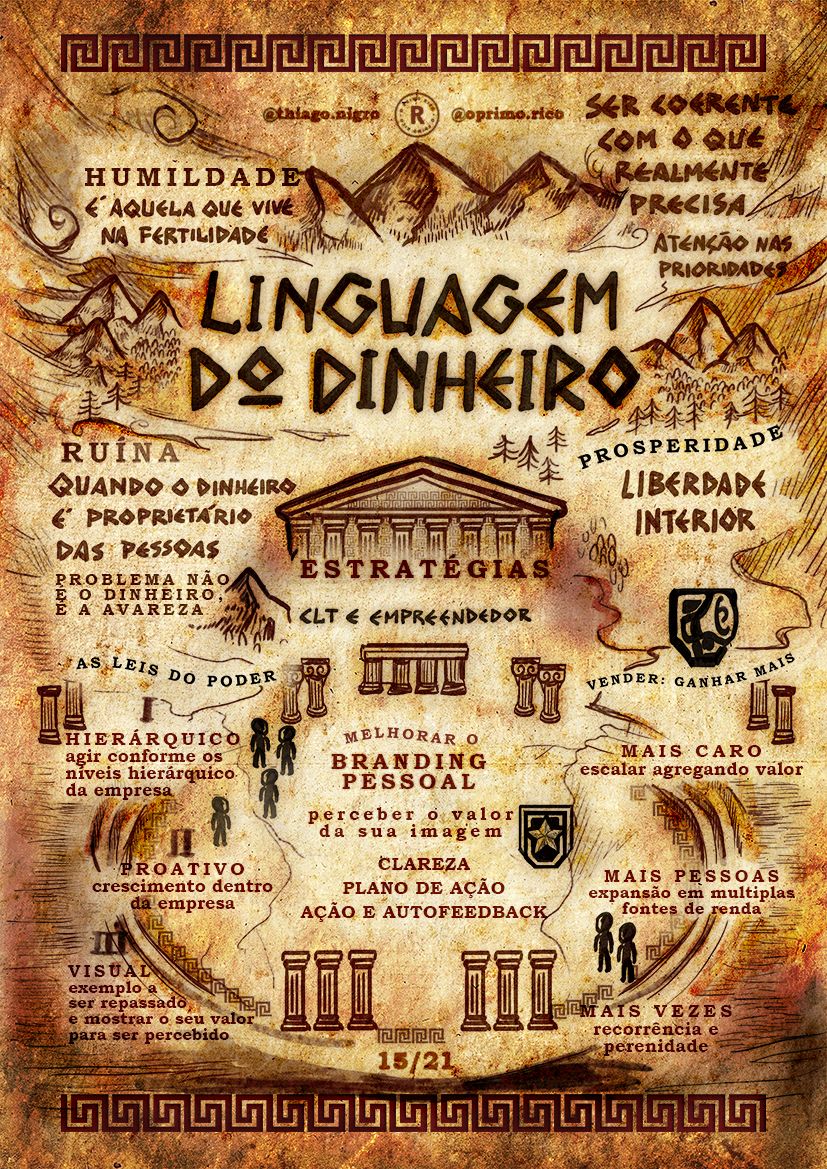 @thiago.nigro
R
@oprimo.rico
SER COERENTE
COM O QUE
REALMENTE
PRECISA
ATENÇÃO NAS
PRIORIDADES
HUMILDADE
É AQUELA QUE VIVE
NA FERTILIDADE
LINGUAGEM
DO DINHEIRO
RUÍNA
QUANDO O DINHEIRO
É PROPRIETÁRIO
DAS PESSOAS
PROBLEMA NÃO
É O DINHEIRO,
É A AVAREZA
PROSPERIDADE
LIBERDADE
INTERIOR
ESTRATÉGIAS
CLT E EMPREENDEDOR
AS LEIS DO PODER
I
HIERÁRQUICO
agir conforme os
níveis hierárquico
da empresa
II
PROATIVO
crescimento dentro
da empresa
III
VISUAL
exemplo a
ser repassado
e mostrar o seu valor
para ser percebido
MELHORAR O
BRANDING
PESSOAL
perceber o valor
da sua imagem
CLAREZA
PLANO DE AÇÃO
AÇÃO E AUTOFEEDBACK
VENDER: GANHAR MAIS
MAIS CARO
escalar agregando valor
MAIS PESSOAS
expansão em multiplas
fontes de renda
MAIS VEZES
recorrência e
perenidade
15/21